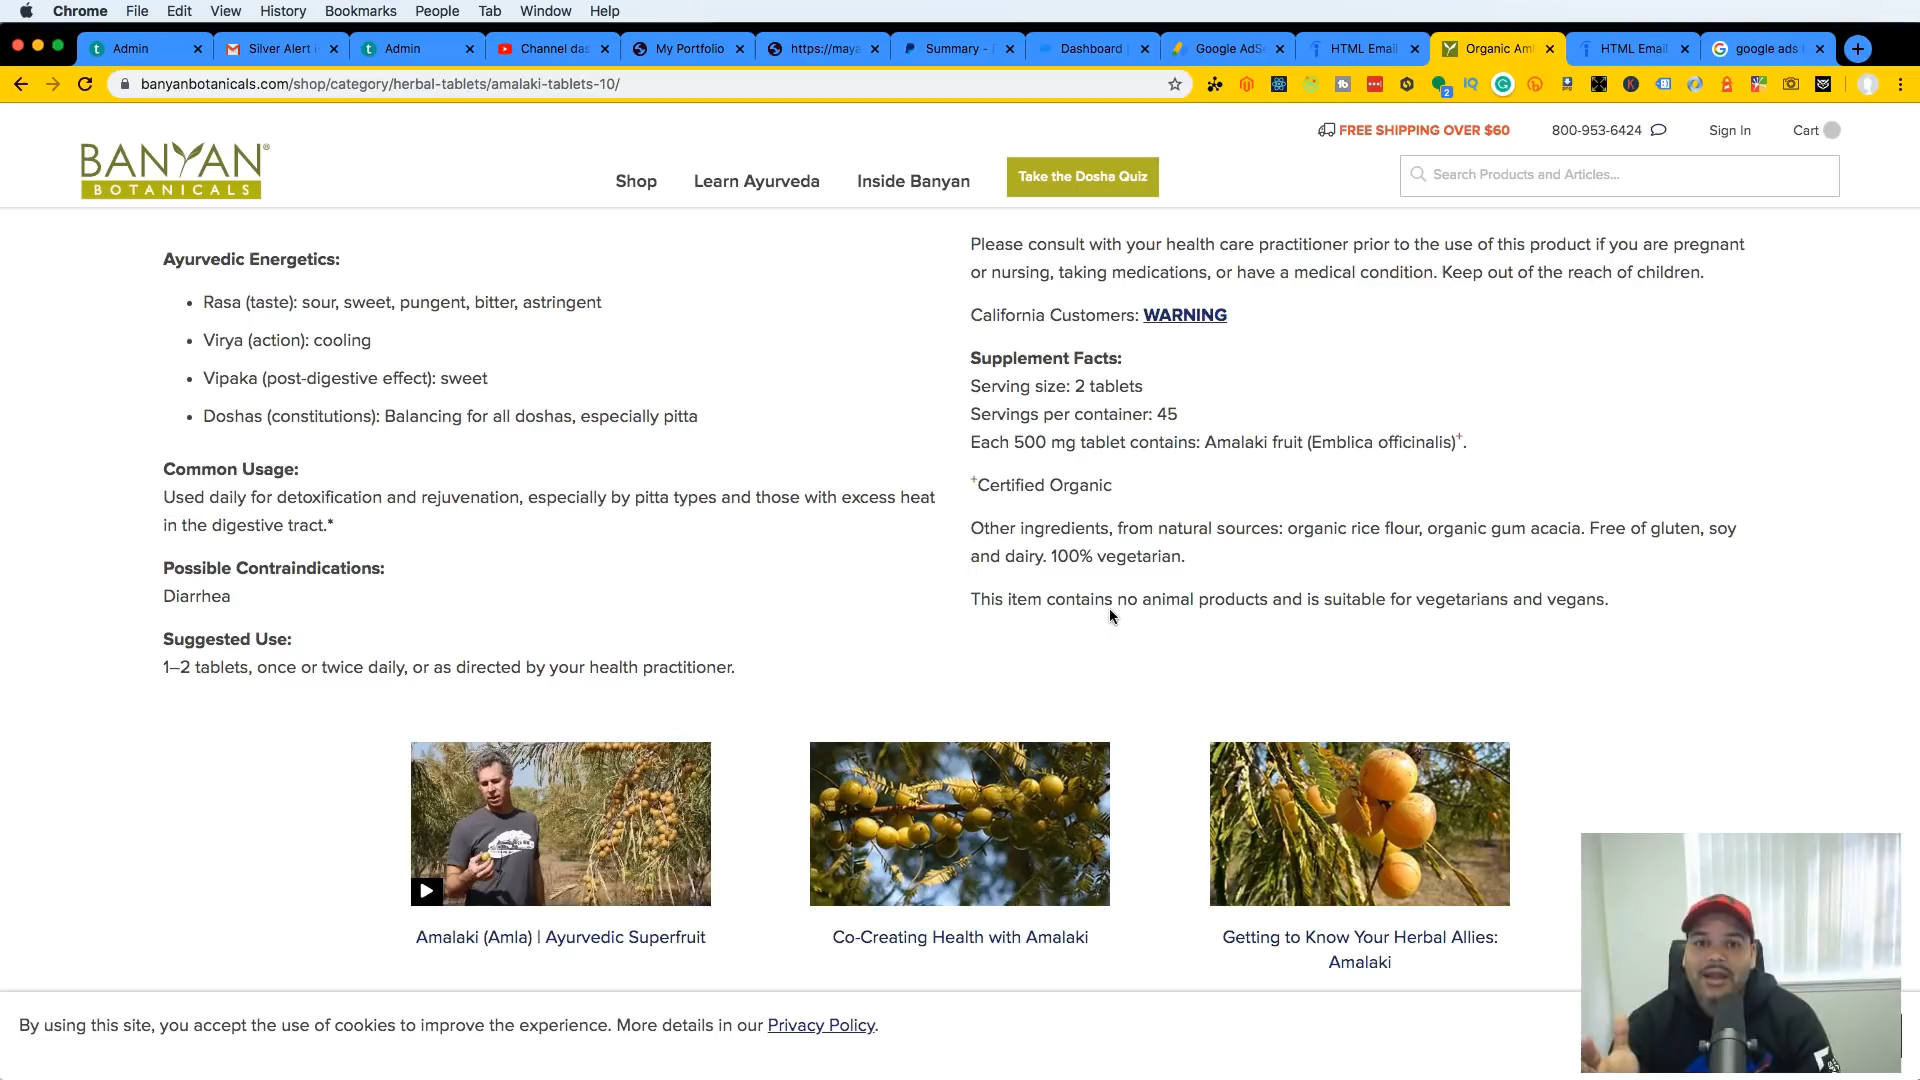 Chrome File Edit View History Bookmarks People Tab Window Help
Admin Silver Alert i Admin Channel das My Portfolio https://maya Summary - Dashboard | Google AdSe HTML Email Organic Am HTML Email google ads
banyanbotanicals.com/shop/category/herbal-tablets/amalaki-tablets-10/
FREE SHIPPING OVER $60 800-953-6424 Sign In Cart
BANYAN®
BOTANICALS
Shop Learn Ayurveda Inside Banyan Take the Dosha Quiz Search Products and Articles...
Ayurvedic Energetics:
• Rasa (taste): sour, sweet, pungent, bitter, astringent
• Virya (action): cooling
• Vipaka (post-digestive effect): sweet
• Doshas (constitutions): Balancing for all doshas, especially pitta
Common Usage:
Used daily for detoxification and rejuvenation, especially by pitta types and those with excess heat
in the digestive tract.*
Possible Contraindications:
Diarrhea
Suggested Use:
1–2 tablets, once or twice daily, or as directed by your health practitioner.
Please consult with your health care practitioner prior to the use of this product if you are pregnant
or nursing, taking medications, or have a medical condition. Keep out of the reach of children.
California Customers: WARNING
Supplement Facts:
Serving size: 2 tablets
Servings per container: 45
Each 500 mg tablet contains: Amalaki fruit (Emblica officinalis)+.
+Certified Organic
Other ingredients, from natural sources: organic rice flour, organic gum acacia. Free of gluten, soy
and dairy. 100% vegetarian.
This item contains no animal products and is suitable for vegetarians and vegans.
Amalaki (Amla) | Ayurvedic Superfruit
Co-Creating Health with Amalaki
Getting to Know Your Herbal Allies:
Amalaki
By using this site, you accept the use of cookies to improve the experience. More details in our Privacy Policy.